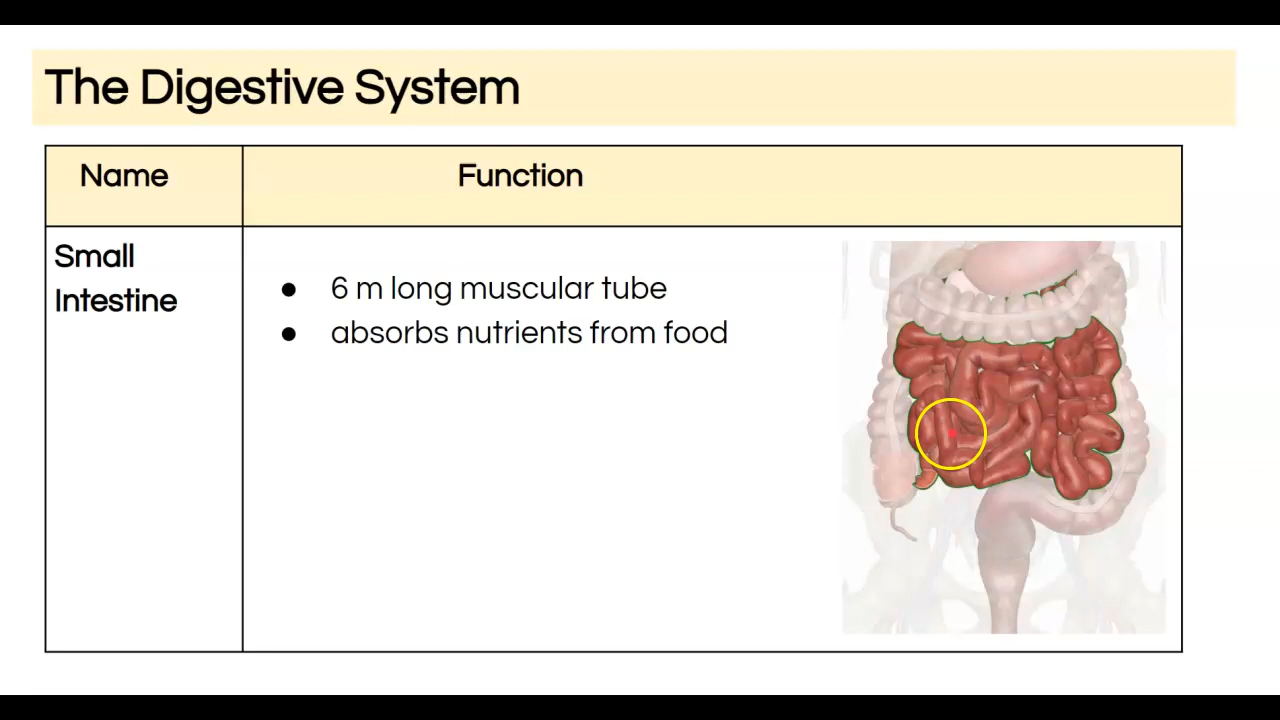 The Digestive System
Name
Function
Small
Intestine
● 6 m long muscular tube
● absorbs nutrients from food